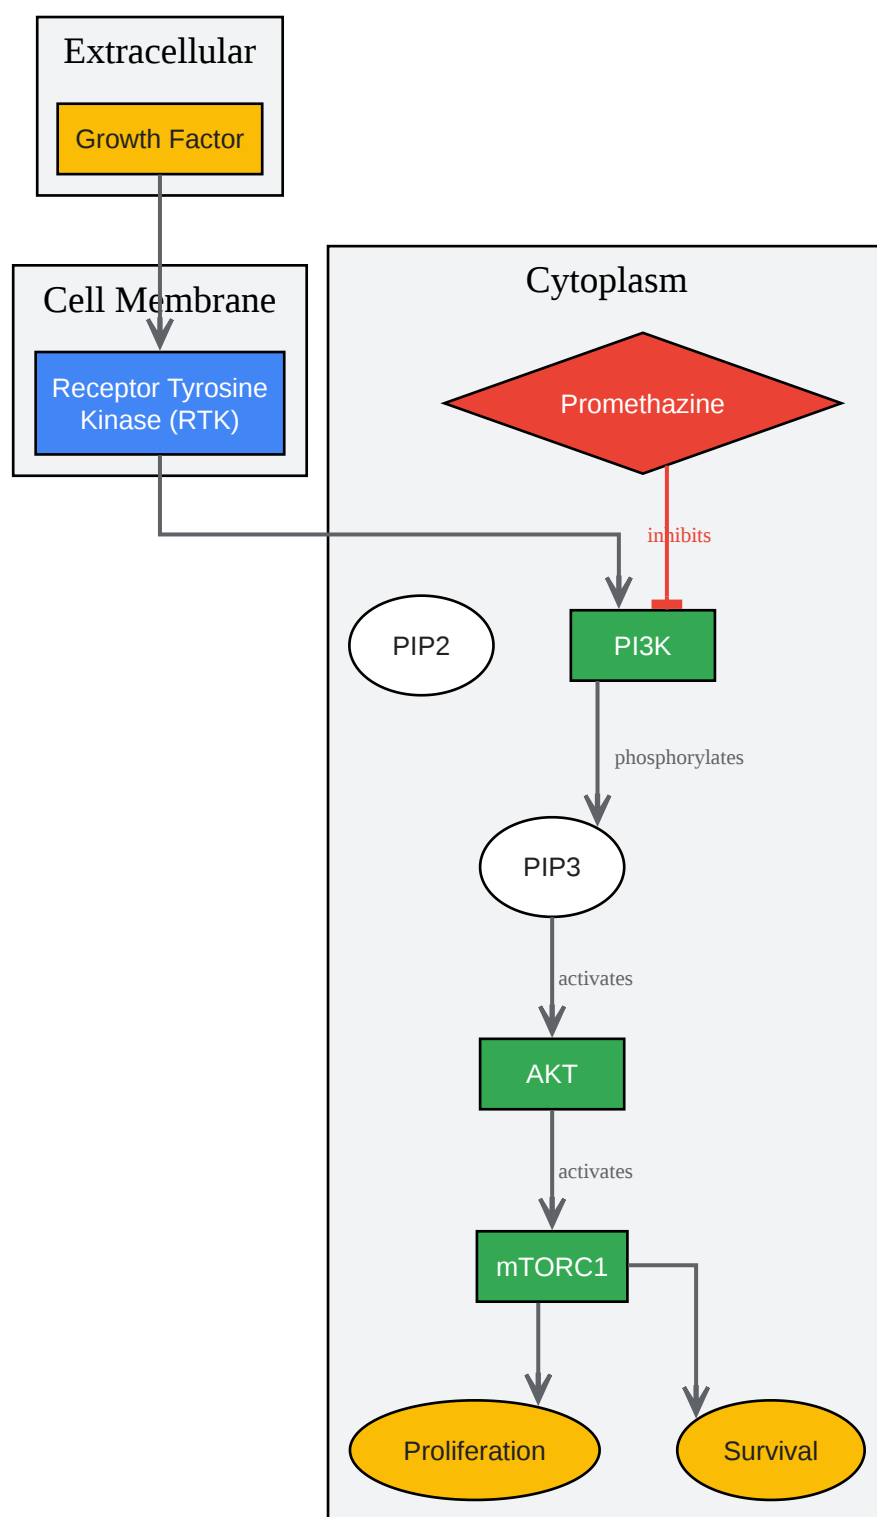 Extracellular
Growth Factor
Cell Membrane
Receptor Tyrosine
Kinase (RTK)
Cytoplasm
Promethazine
inhibits
PIP2
PI3K
phosphorylates
PIP3
activates
AKT
activates
mTORC1
Proliferation
Survival